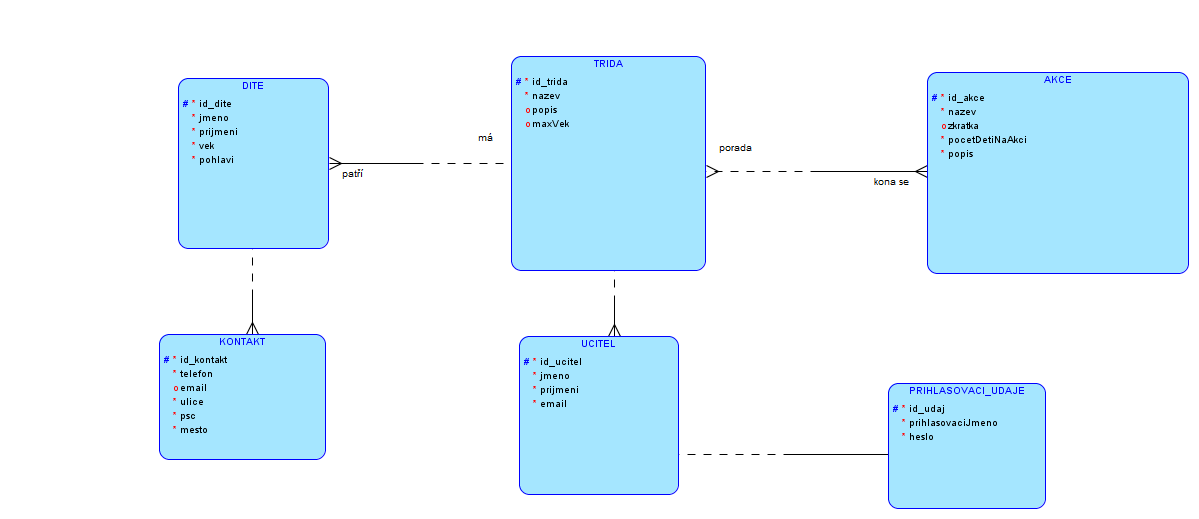 DITE
# * id_dite
* jmeno
* prijmeni
* vek
* pohlavi
má
patří
TRIDA
# * id_trida
* nazev
o popis
o maxVek
porada
kona se
AKCE
# * id_akce
* nazev
o zkratka
* pocetDetiNaAkci
* popis
KONTAKT
# * id_kontakt
* telefon
o email
* ulice
* psc
* mesto
UCITEL
# * id_ucitel
* jmeno
* prijmeni
* email
PRIHLASOVACI_UDAJE
# * id_udaj
* prihlasovaciJmeno
* heslo